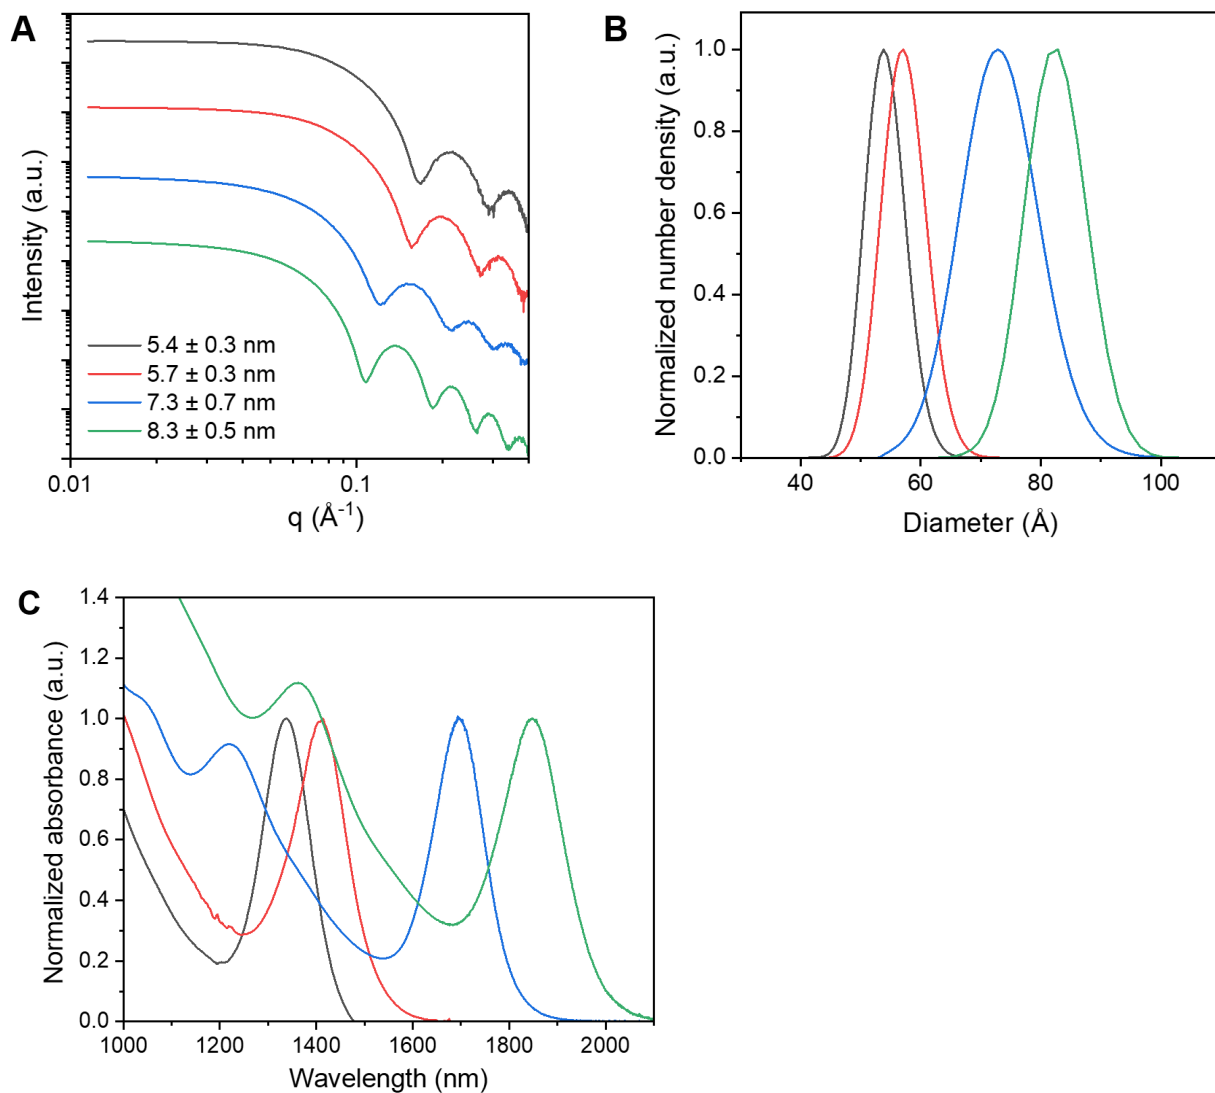 A
Intensity (a.u.)
5.4 ± 0.3 nm
5.7 ± 0.3 nm
7.3 ± 0.7 nm
8.3 ± 0.5 nm
0.01
0.1
q (Å⁻¹)
B
Normalized number density (a.u.)
1.0
0.8
0.6
0.4
0.2
0.0
40
60
80
100
Diameter (Å)
C
Normalized absorbance (a.u.)
1.4
1.2
1.0
0.8
0.6
0.4
0.2
0.0
1000
1200
1400
1600
1800
2000
Wavelength (nm)